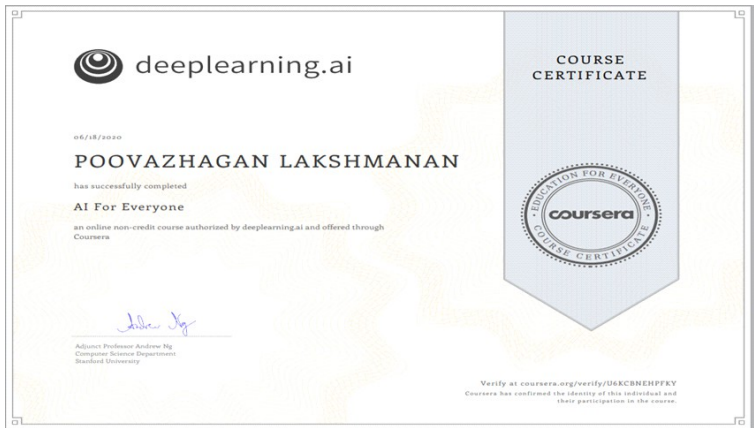 deeplearning.ai
COURSE
CERTIFICATE
06/18/2020
POOVAZHAGAN LAKSHMANAN
has successfully completed
AI For Everyone
an online non-credit course authorized by deeplearning.ai and offered through
Coursera
EDUCATION FOR EVERYONE
coursera
COURSE CERTIFICATE
Andrew Ng
Adjunct Professor Andrew Ng
Computer Science Department
Stanford University
Verify at coursera.org/verify/U6KCBNEHPFKY
Coursera has confirmed the identity of this individual and
their participation in the course.